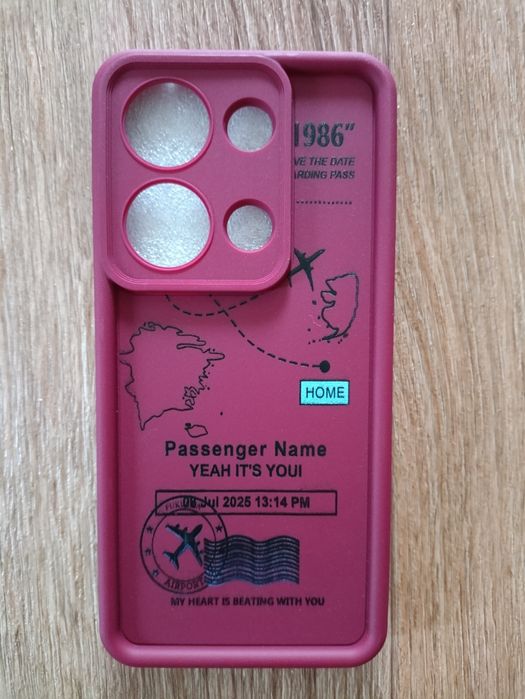 1986"
VE THE DATE
ARDING PASS
HOME
Passenger Name
YEAH IT'S YOU!
Jul 2025 13:14 PM
AIRPORT
MY HEART IS BEATING WITH YOU